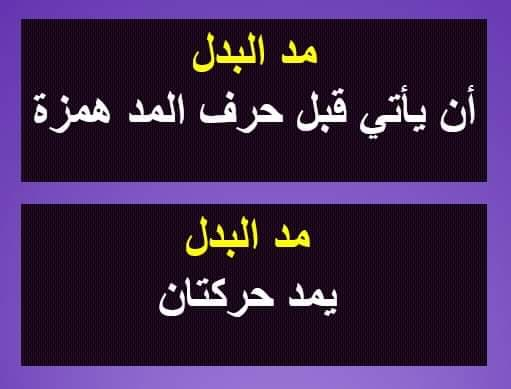 مد البدل
أن يأتي قبل حرف المد همزة
مد البدل
يمد حركتان